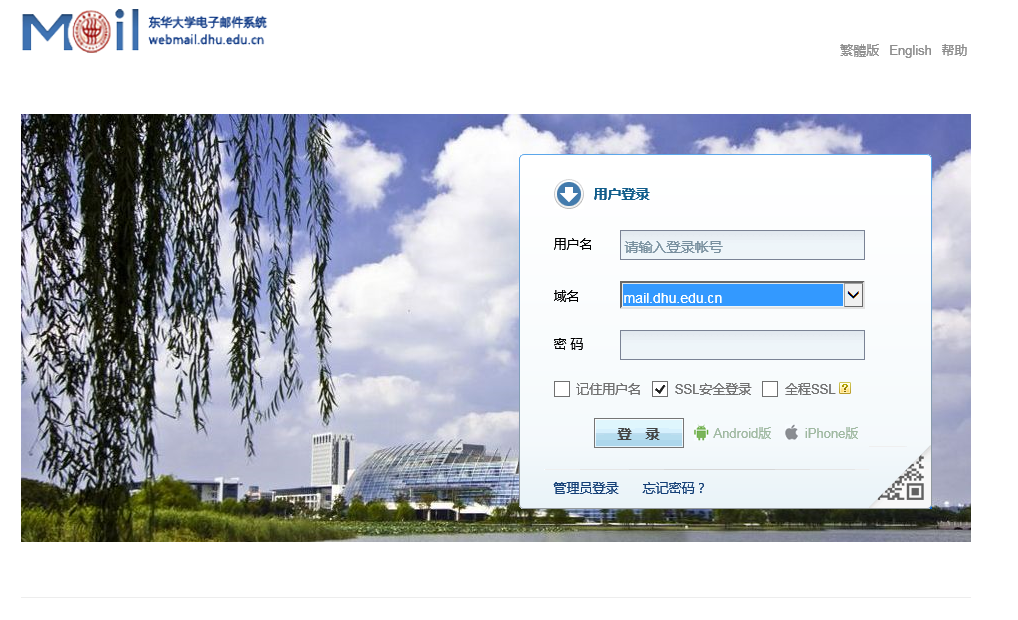 Mail 东华大学电子邮件系统
webmail.dhu.edu.cn
繁體版 English 帮助
用户登录
用户名 请输入登录帐号
域名 mail.dhu.edu.cn
密 码
记住用户名 SSL安全登录 全程SSL ?
登 录 Android版 iPhone版
管理员登录 忘记密码？